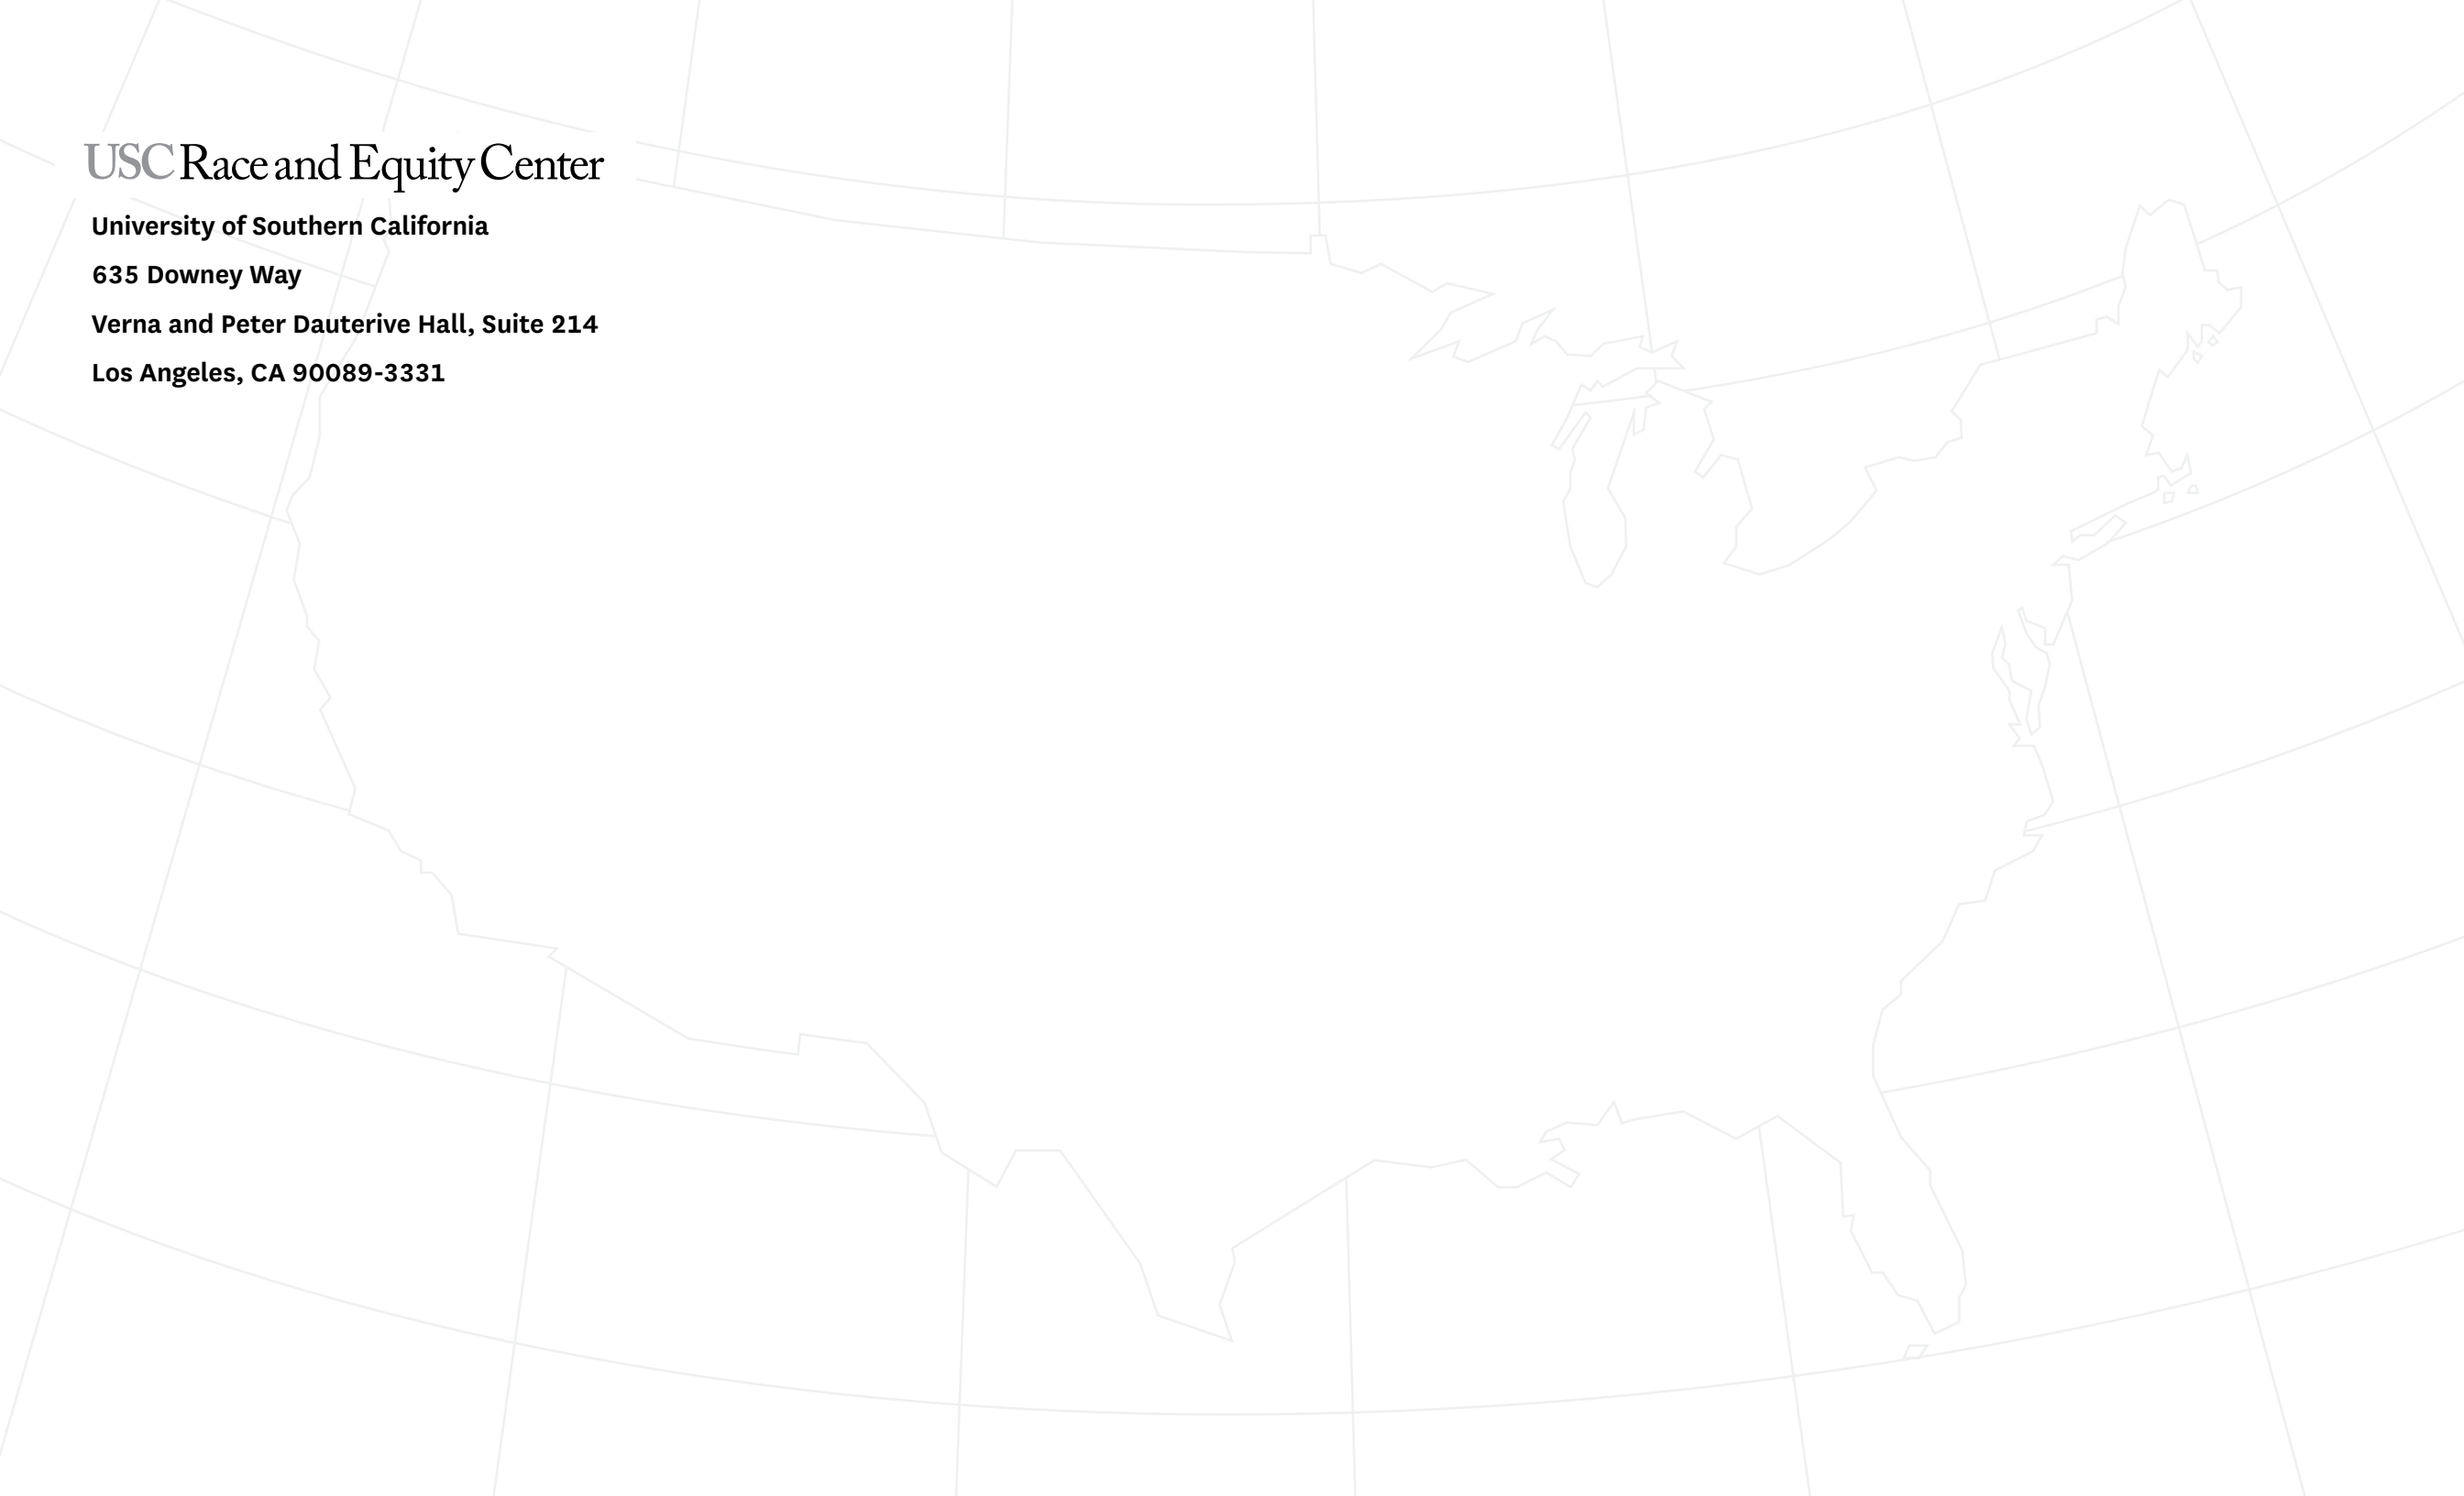 USC Race and Equity Center
University of Southern California
635 Downey Way
Verna and Peter Dauterive Hall, Suite 214
Los Angeles, CA 90089-3331